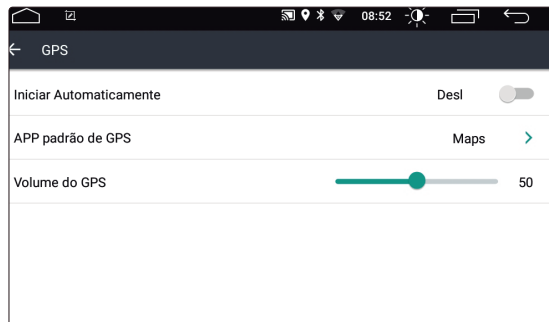 08:52
GPS
Iniciar Automaticamente Desl
APP padrão de GPS Maps
Volume do GPS 50